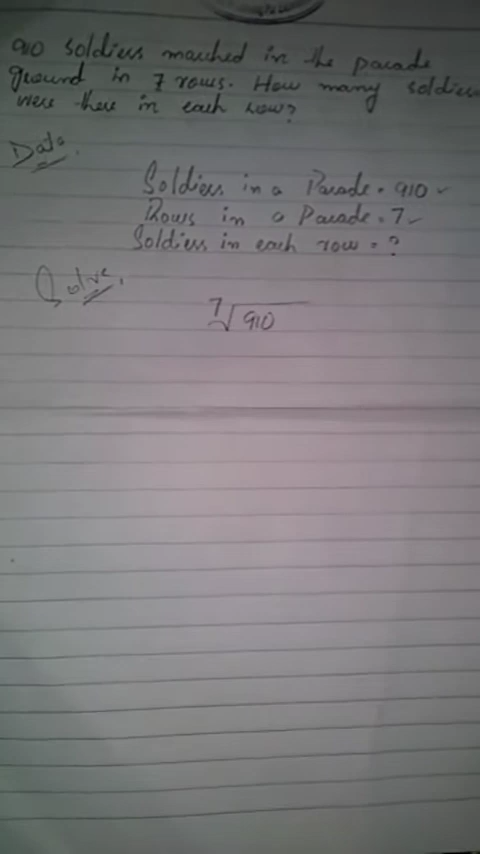 910 soldiers marched in the parade
ground in 7 rows. How many soldiers
were there in each row?
Data.
Soldiers in a Parade = 910
Rows in a Parade = 7
Soldiers in each row = ?
Solve.
7√910